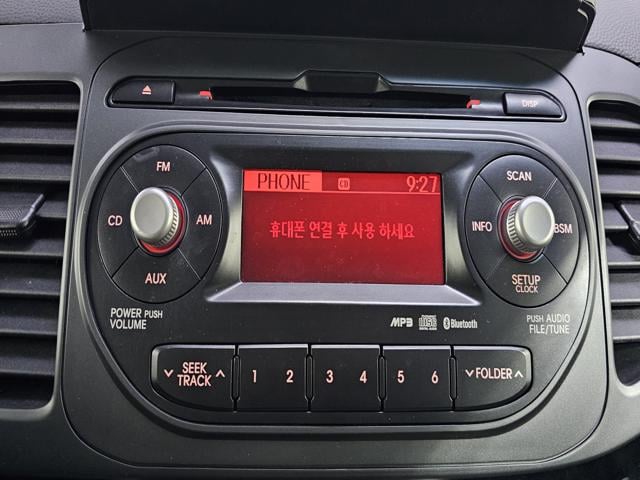 DISP
PHONE CD 9:27
휴대폰 연결 후 사용 하세요
FM
CD
AM
AUX
POWER PUSH
VOLUME
SCAN
INFO
BSM
SETUP
CLOCK
PUSH AUDIO
FILE/TUNE
MP3 Bluetooth
SEEK
TRACK
1 2
3 4
5 6
FOLDER